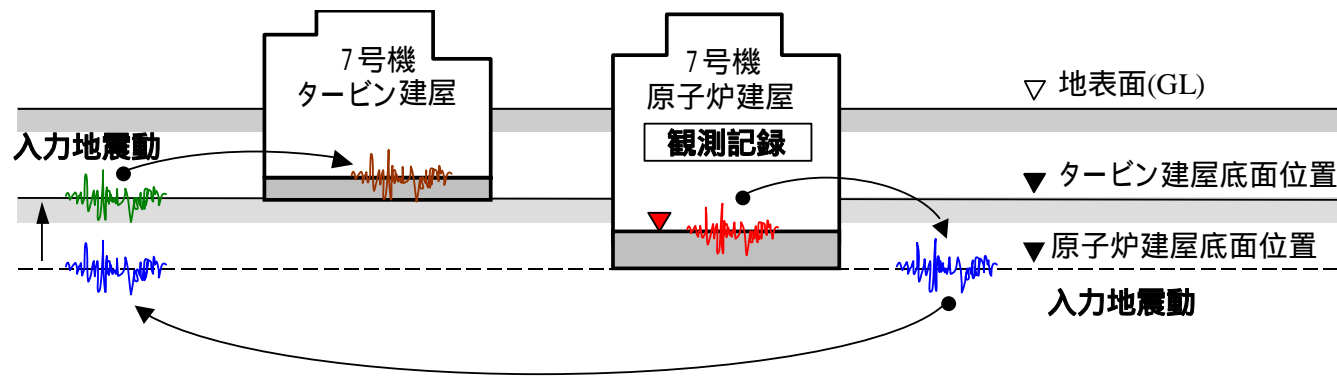 7号機
タービン建屋
7号機
原子炉建屋
観測記録
▽ 地表面(GL)
入力地震動
▼ タービン建屋底面位置
▼原子炉建屋底面位置
入力地震動